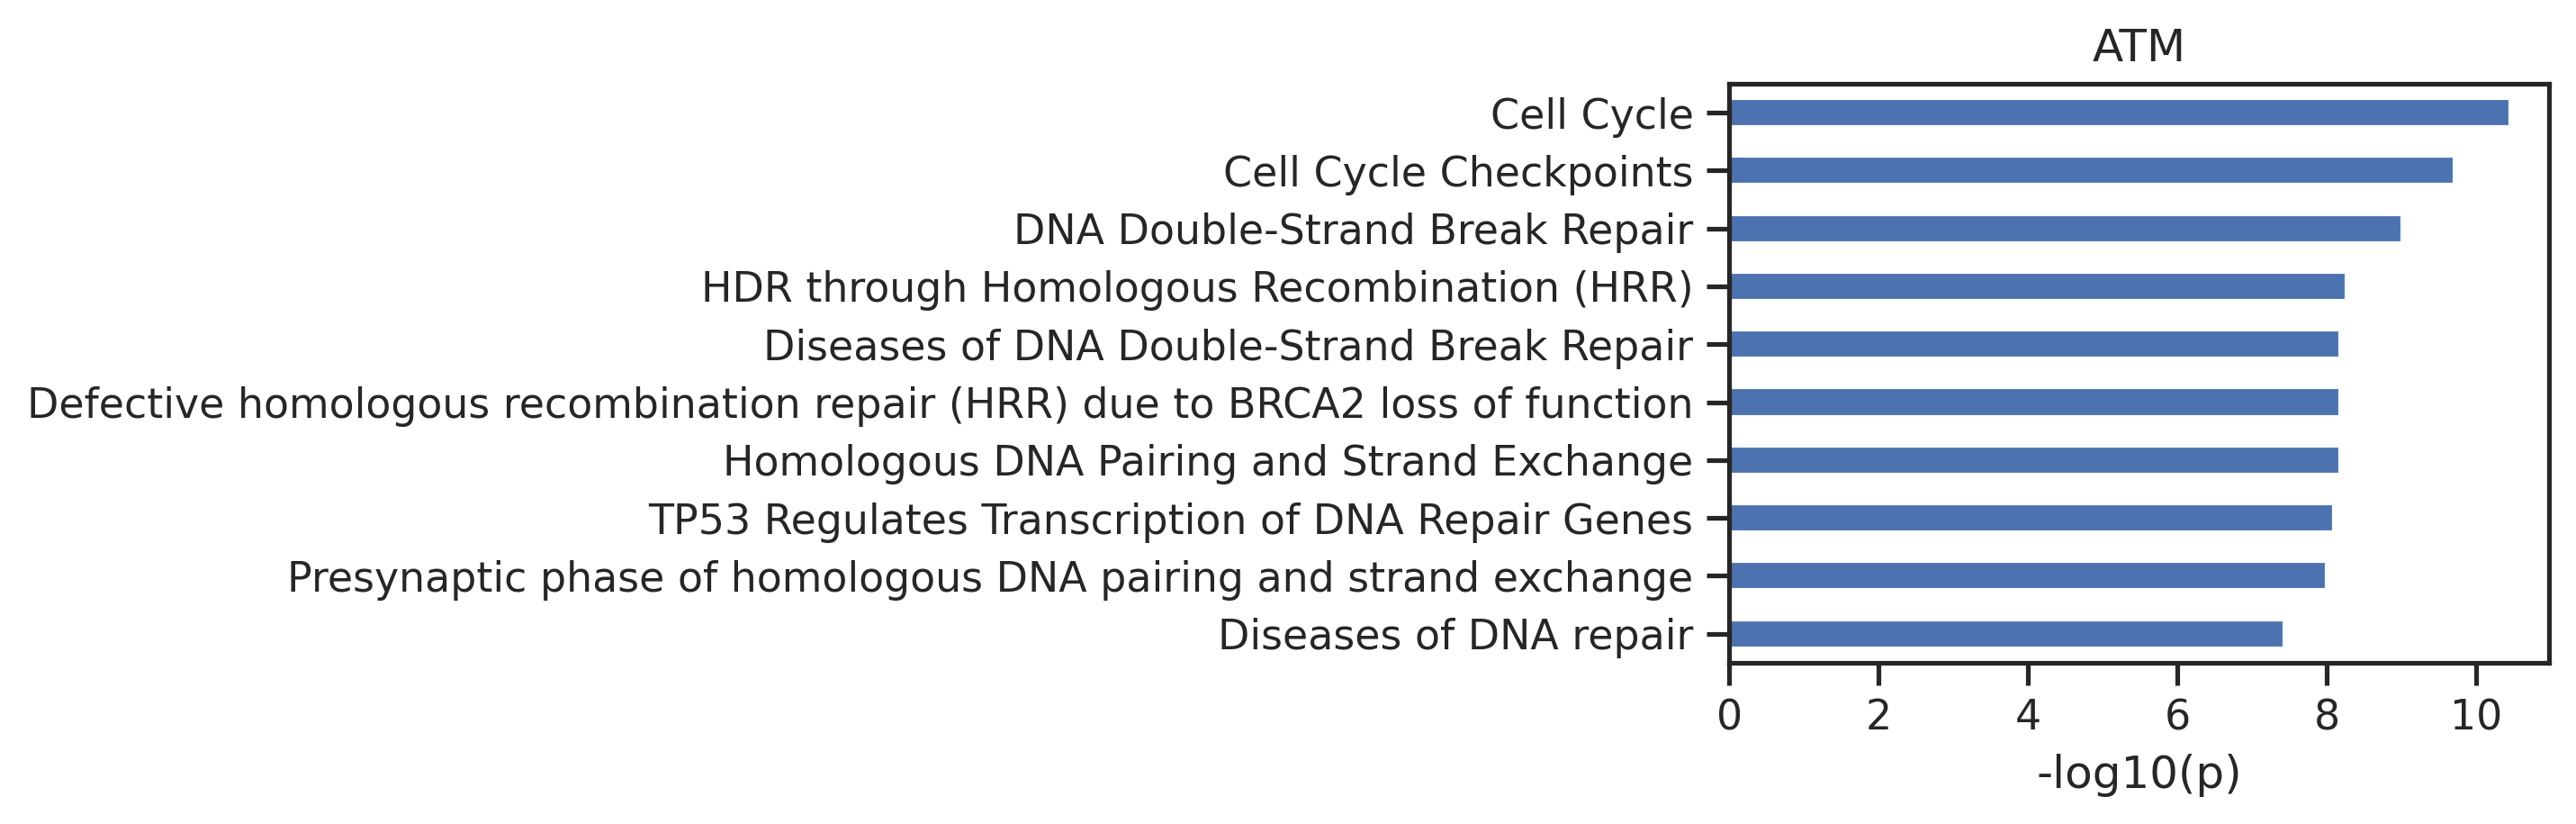 ATM
Cell Cycle
Cell Cycle Checkpoints
DNA Double-Strand Break Repair
HDR through Homologous Recombination (HRR)
Diseases of DNA Double-Strand Break Repair
Defective homologous recombination repair (HRR) due to BRCA2 loss of function
Homologous DNA Pairing and Strand Exchange
TP53 Regulates Transcription of DNA Repair Genes
Presynaptic phase of homologous DNA pairing and strand exchange
Diseases of DNA repair
0 2 4 6 8 10
-log10(p)